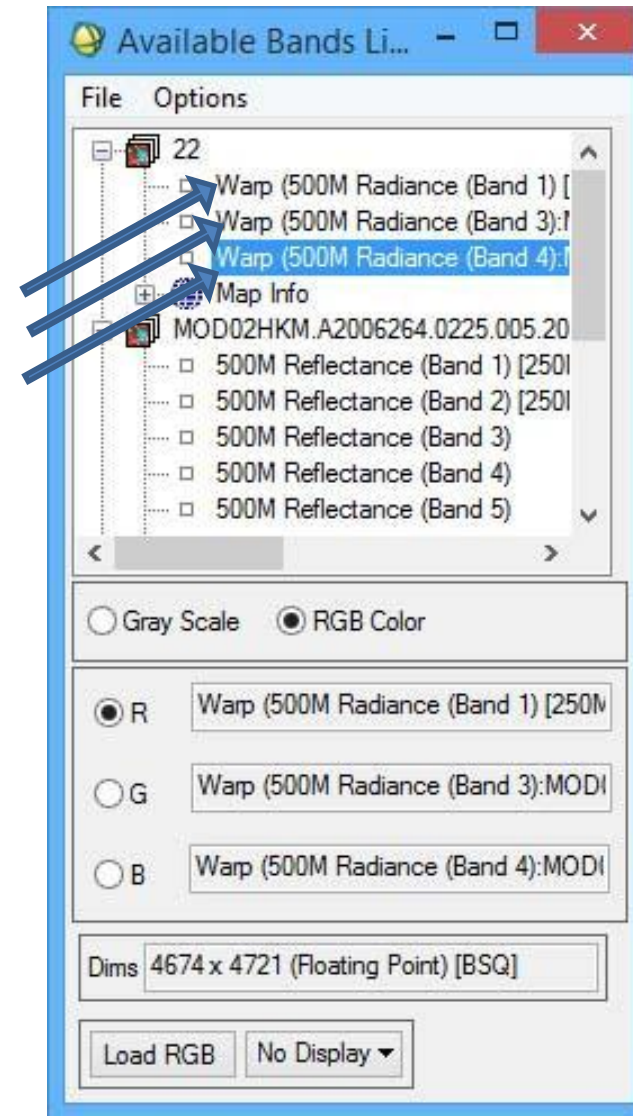 Available Bands Li...
File Options
22
Warp (500M Radiance (Band 1) [
Warp (500M Radiance (Band 3):
Warp (500M Radiance (Band 4):
Map Info
MOD02HKM.A2006264.0225.005.20
500M Reflectance (Band 1) [250
500M Reflectance (Band 2) [250
500M Reflectance (Band 3)
500M Reflectance (Band 4)
500M Reflectance (Band 5)
Gray Scale RGB Color
R Warp (500M Radiance (Band 1) [250M
G Warp (500M Radiance (Band 3):MOD
B Warp (500M Radiance (Band 4):MOD
Dims 4674 x 4721 (Floating Point) [BSQ]
Load RGB No Display